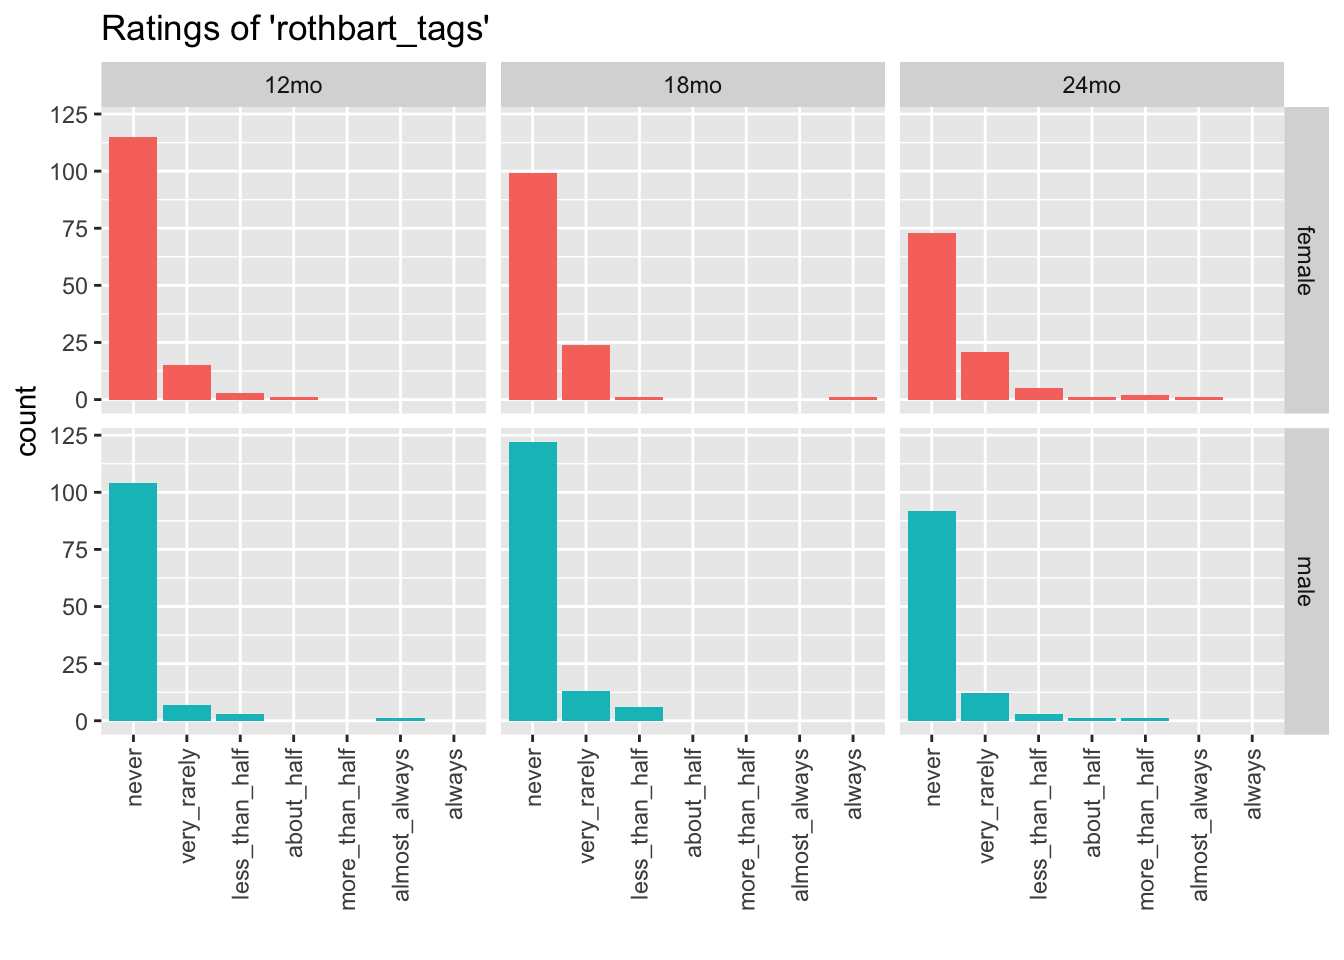 Ratings of 'rothbart_tags'
12mo 18mo 24mo
125
100
75
50
25
0
female
count
125
100
75
50
25
0
male
never very_rarely less_than_half about_half more_than_half almost_always always never very_rarely less_than_half about_half more_than_half almost_always always never very_rarely less_than_half about_half more_than_half almost_always always